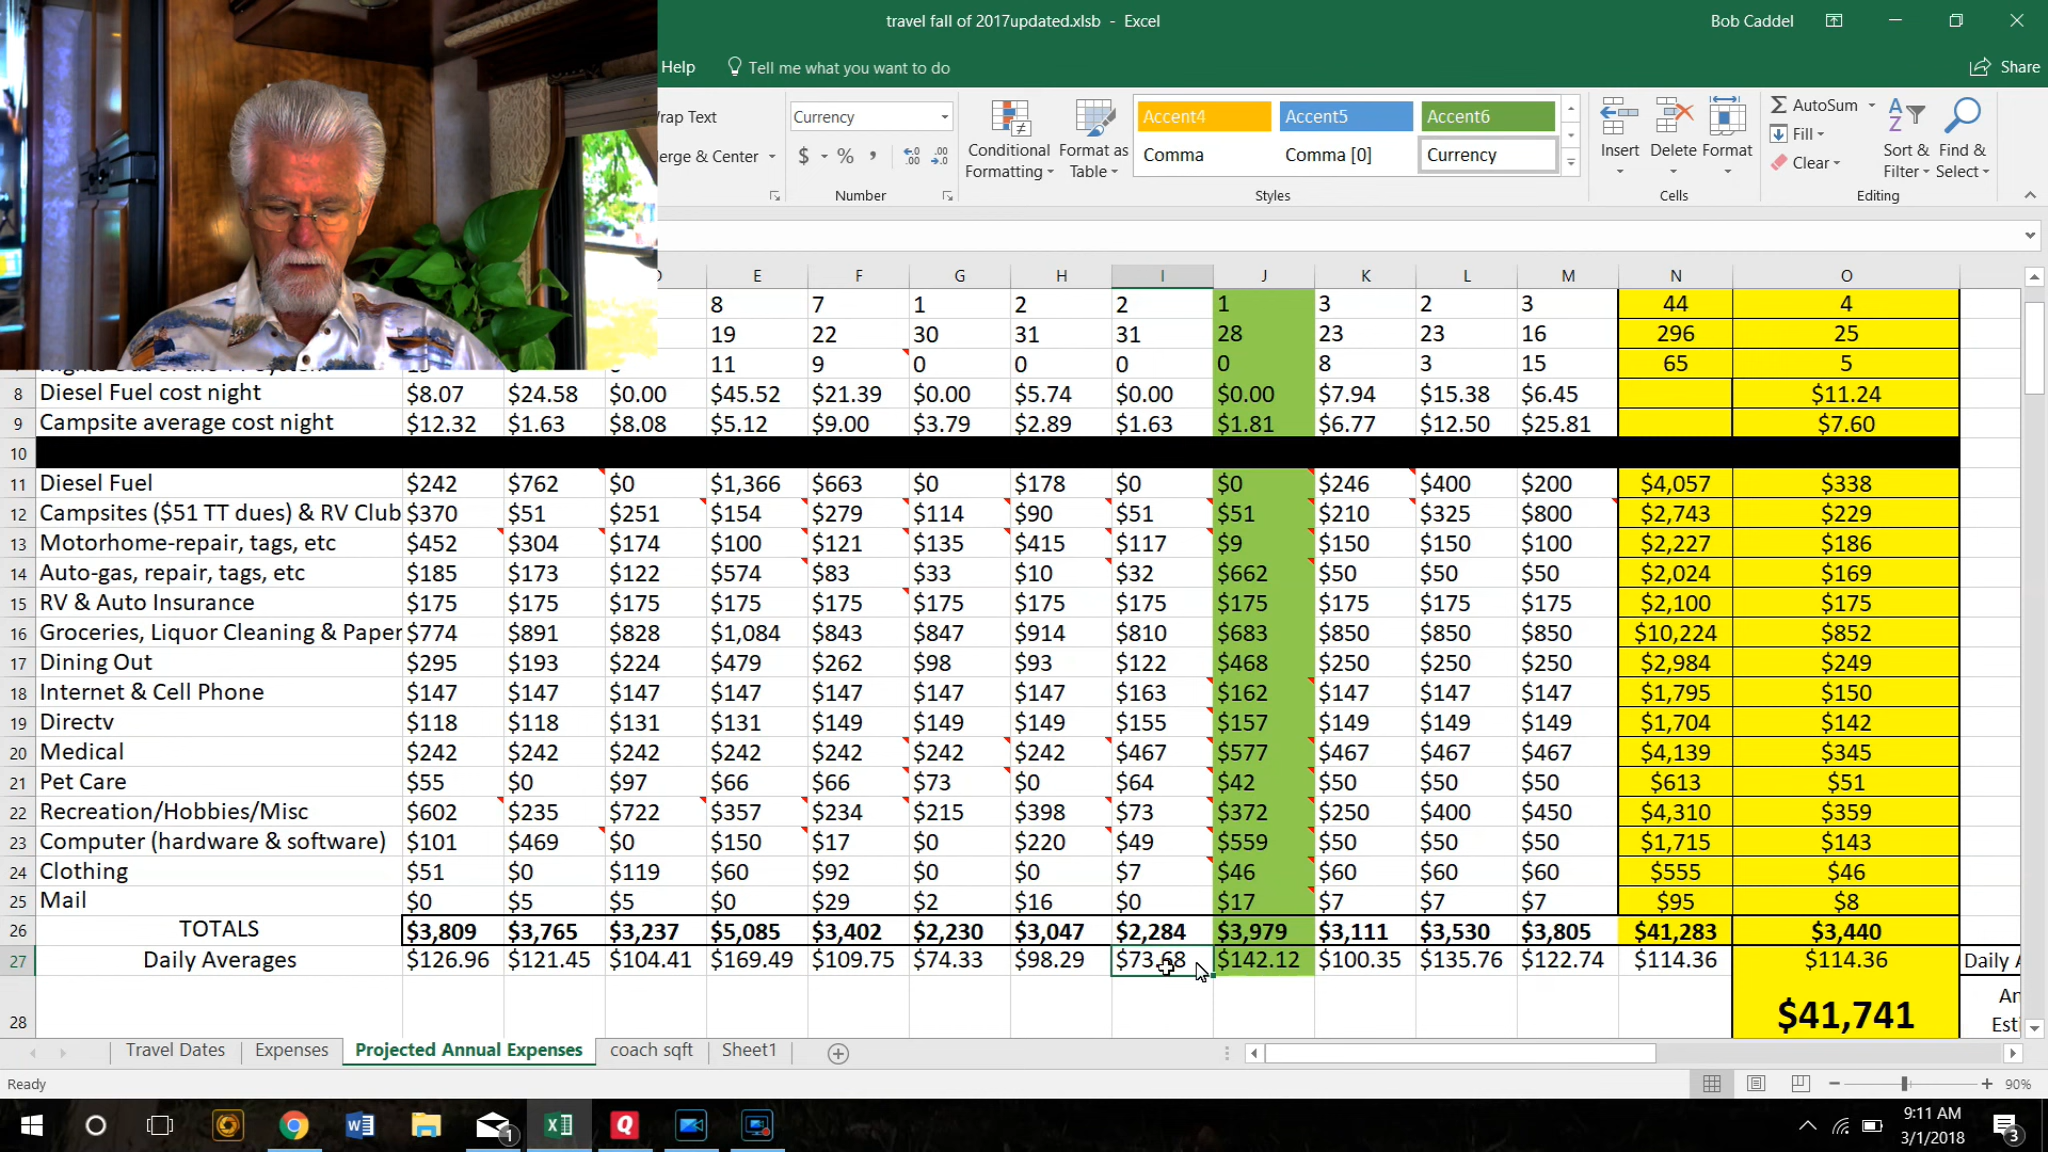 travel fall of 2017updated.xlsb - Excel
Bob Caddel
Help
Tell me what you want to do
Share
rap Text
Currency
Conditional Formatting
Format as Table
Accent4
Accent5
Accent6
Comma
Comma [0]
Currency
Insert
Delete
Format
AutoSum
Fill
Clear
Sort & Filter
Find & Select
erge & Center
$ % ,
Number
Styles
Cells
Editing
E F G H I J K L M N O
8 7 1 2 2 1 3 2 3 44 4
19 22 30 31 31 28 23 23 16 296 25
11 9 0 0 0 0 8 3 15 65 5
8 Diesel Fuel cost night $8.07 $24.58 $0.00 $45.52 $21.39 $0.00 $5.74 $0.00 $0.00 $7.94 $15.38 $6.45 $11.24
9 Campsite average cost night $12.32 $1.63 $8.08 $5.12 $9.00 $3.79 $2.89 $1.63 $1.81 $6.77 $12.50 $25.81 $7.60
10
11 Diesel Fuel $242 $762 $0 $1,366 $663 $0 $178 $0 $0 $246 $400 $200 $4,057 $338
12 Campsites ($51 TT dues) & RV Club $370 $51 $251 $154 $279 $114 $90 $51 $51 $210 $325 $800 $2,743 $229
13 Motorhome-repair, tags, etc $452 $304 $174 $100 $121 $135 $415 $117 $9 $150 $150 $100 $2,227 $186
14 Auto-gas, repair, tags, etc $185 $173 $122 $574 $83 $33 $10 $32 $662 $50 $50 $50 $2,024 $169
15 RV & Auto Insurance $175 $175 $175 $175 $175 $175 $175 $175 $175 $175 $175 $175 $2,100 $175
16 Groceries, Liquor Cleaning & Paper $774 $891 $828 $1,084 $843 $847 $914 $810 $683 $850 $850 $850 $10,224 $852
17 Dining Out $295 $193 $224 $479 $262 $98 $93 $122 $468 $250 $250 $250 $2,984 $249
18 Internet & Cell Phone $147 $147 $147 $147 $147 $147 $147 $163 $162 $147 $147 $147 $1,795 $150
19 Directv $118 $118 $131 $131 $149 $149 $149 $155 $157 $149 $149 $149 $1,704 $142
20 Medical $242 $242 $242 $242 $242 $242 $242 $467 $577 $467 $467 $467 $4,139 $345
21 Pet Care $55 $0 $97 $66 $66 $73 $0 $64 $42 $50 $50 $50 $613 $51
22 Recreation/Hobbies/Misc $602 $235 $722 $357 $234 $215 $398 $73 $372 $250 $400 $450 $4,310 $359
23 Computer (hardware & software) $101 $469 $0 $150 $17 $0 $220 $49 $559 $50 $50 $50 $1,715 $143
24 Clothing $51 $0 $119 $60 $92 $0 $0 $7 $46 $60 $60 $60 $555 $46
25 Mail $0 $5 $5 $0 $29 $2 $16 $0 $17 $7 $7 $7 $95 $8
26 TOTALS $3,809 $3,765 $3,237 $5,085 $3,402 $2,230 $3,047 $2,284 $3,979 $3,111 $3,530 $3,805 $41,283 $3,440
27 Daily Averages $126.96 $121.45 $104.41 $169.49 $109.75 $74.33 $98.29 $73.68 $142.12 $100.35 $135.76 $122.74 $114.36 $114.36 Daily A
28 $41,741 An
Esti
Travel Dates Expenses Projected Annual Expenses coach sqft Sheet1
Ready
90%
9:11 AM
3/1/2018
1
3